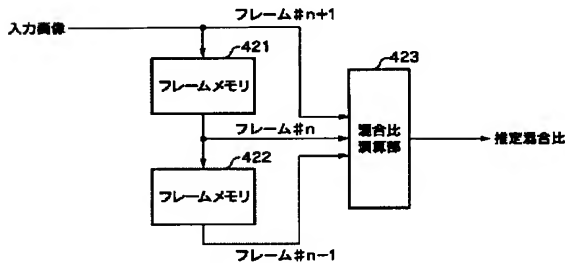 フレーム#n+1
入力画像
421
フレームメモリ
423
混合比
演算部
フレーム#n
推定混合比
422
フレームメモリ
フレーム#n−1